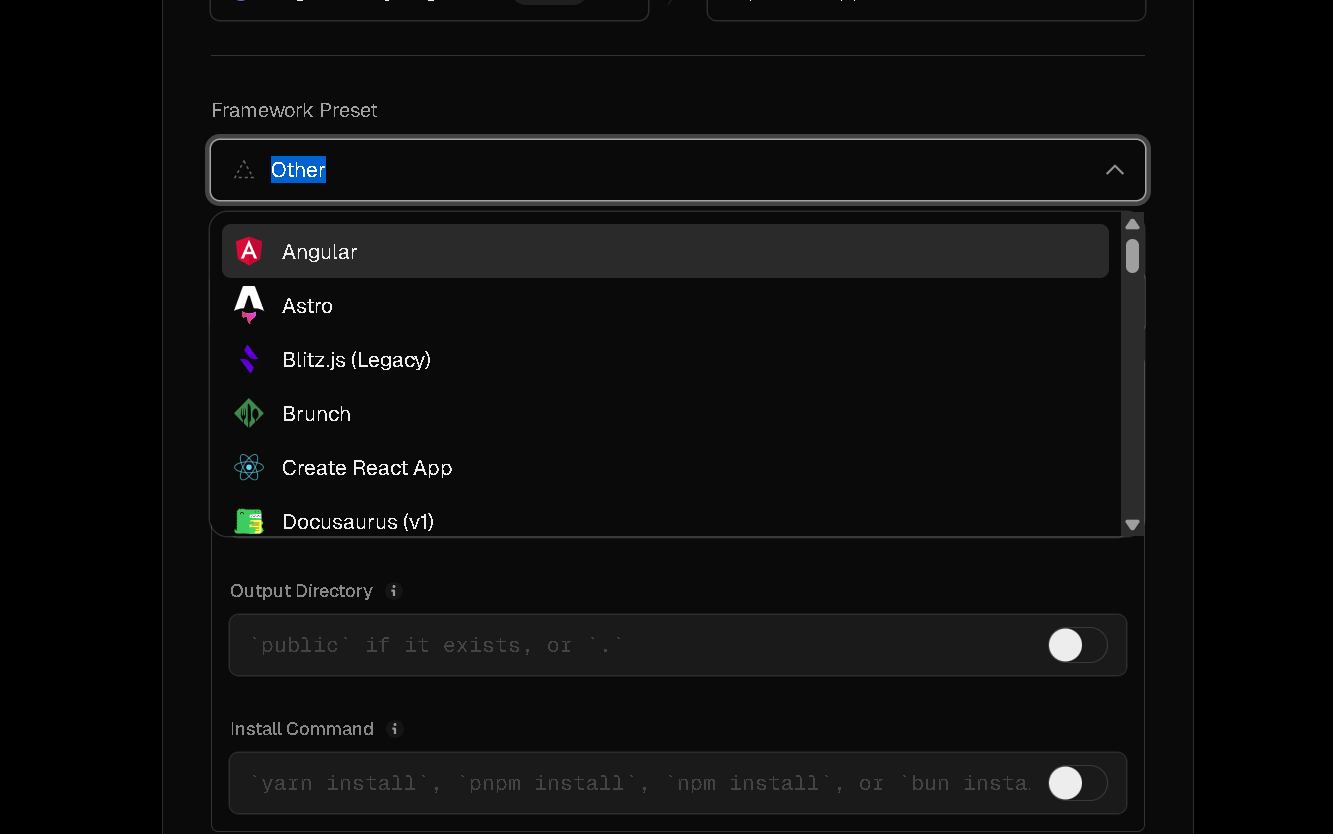 Framework Preset
Other
Angular
Astro
Blitz.js (Legacy)
Brunch
Create React App
Docusaurus (v1)
Output Directory
`public` if it exists, or `.`
Install Command
`yarn install`, `pnpm install`, `npm install`, or `bun insta